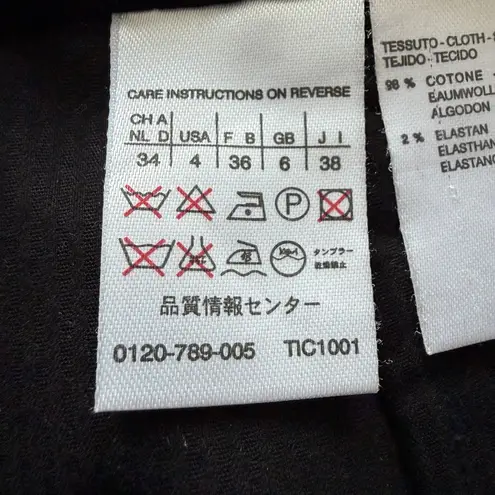 CARE INSTRUCTIONS ON REVERSE
CH A
NL D USA F B GB J I
34 4 36 6 38
P
タンブラー
乾燥禁止
品質情報センター
0120-789-005 TIC1001
TESSUTO-CLOTH-
TEJIDO-TECIDO
98 % COTONE
BAUMWOLL
ALGODON
2 % ELASTAN
ELASTHAN
ELASTANO